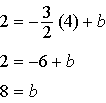 2 = -3/2 (4) + b
2 = -6 + b
8 = b